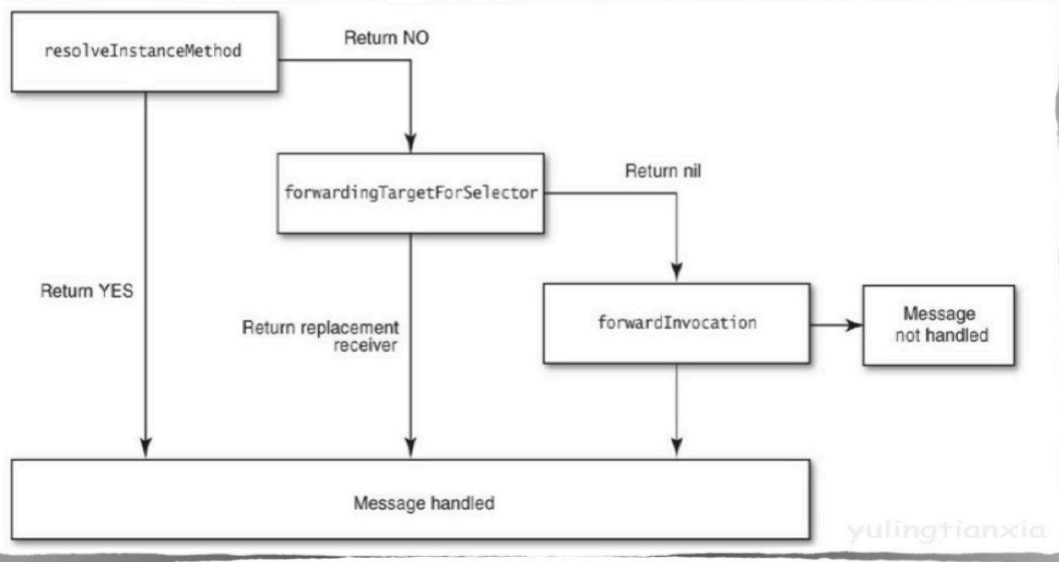 Return NO
resolveInstanceMethod
Return nil
forwardingTargetForSelector
Return YES
Message
not handled
forwardInvocation
Return replacement
receiver
Message handled
yulingtianxia